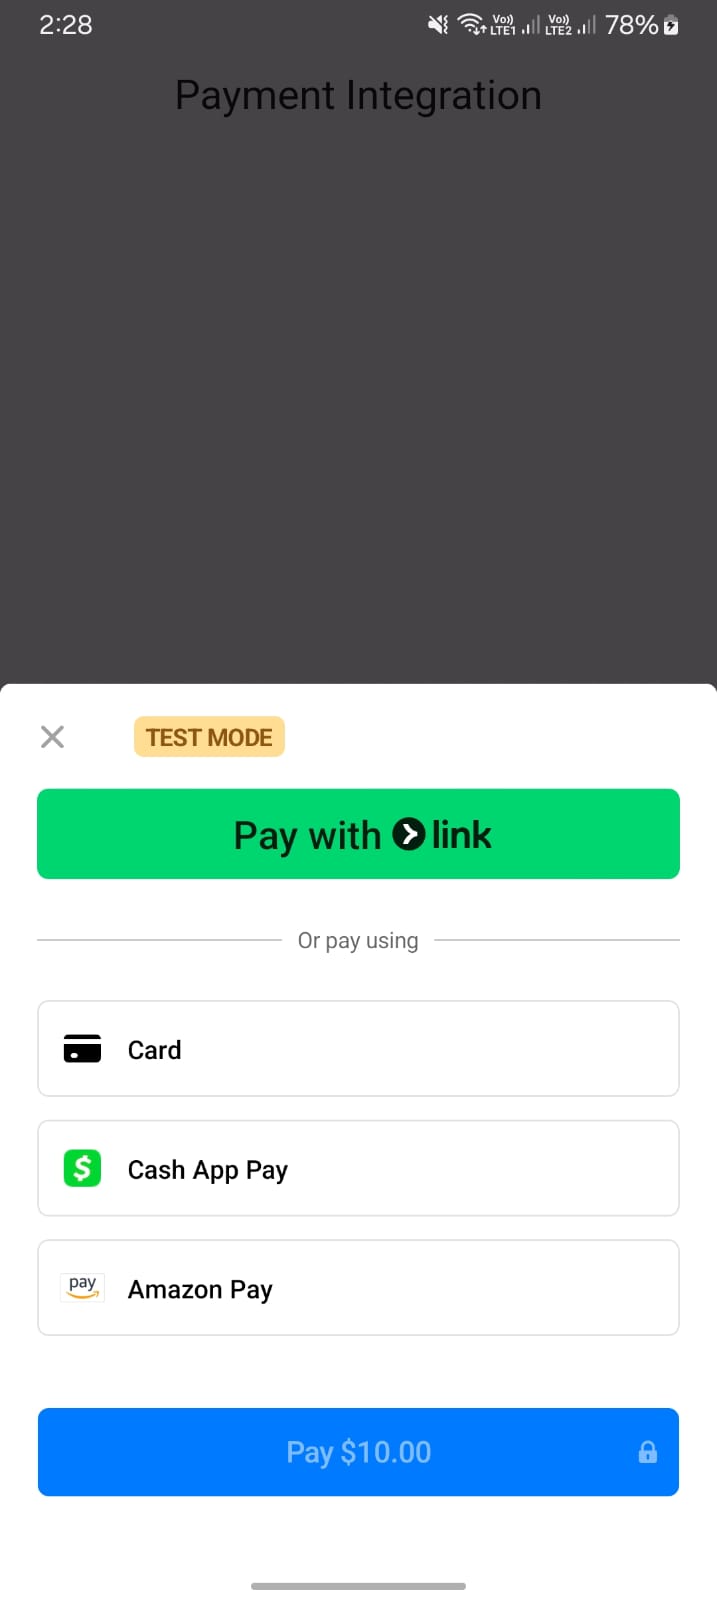 2:28
Vo)) LTE1 Vo)) LTE2 78%
Payment Integration
TEST MODE
Pay with link
Or pay using
Card
$ Cash App Pay
pay Amazon Pay
Pay $10.00